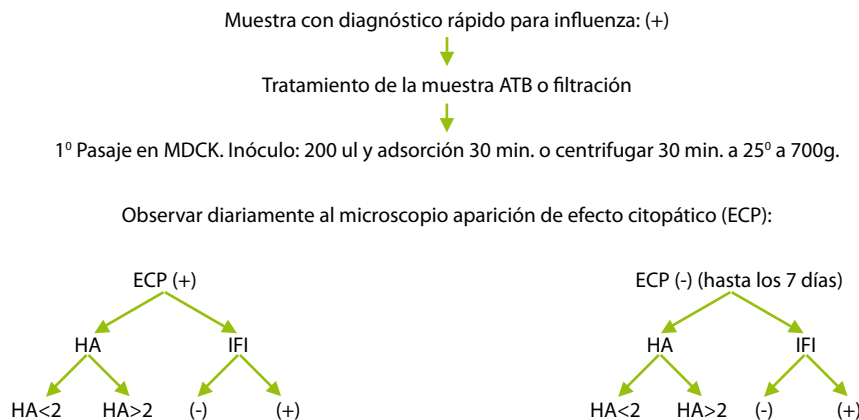 Muestra con diagnóstico rápido para influenza: (+)
Tratamiento de la muestra ATB o filtración
1⁰ Pasaje en MDCK. Inóculo: 200 ul y adsorción 30 min. o centrifugar 30 min. a 25⁰ a 700g.
Observar diariamente al microscopio aparición de efecto citopático (ECP):
ECP (+) ECP (-) (hasta los 7 días)
HA IFI HA IFI
HA<2 HA>2 (-) (+) HA<2 HA>2 (-) (+)